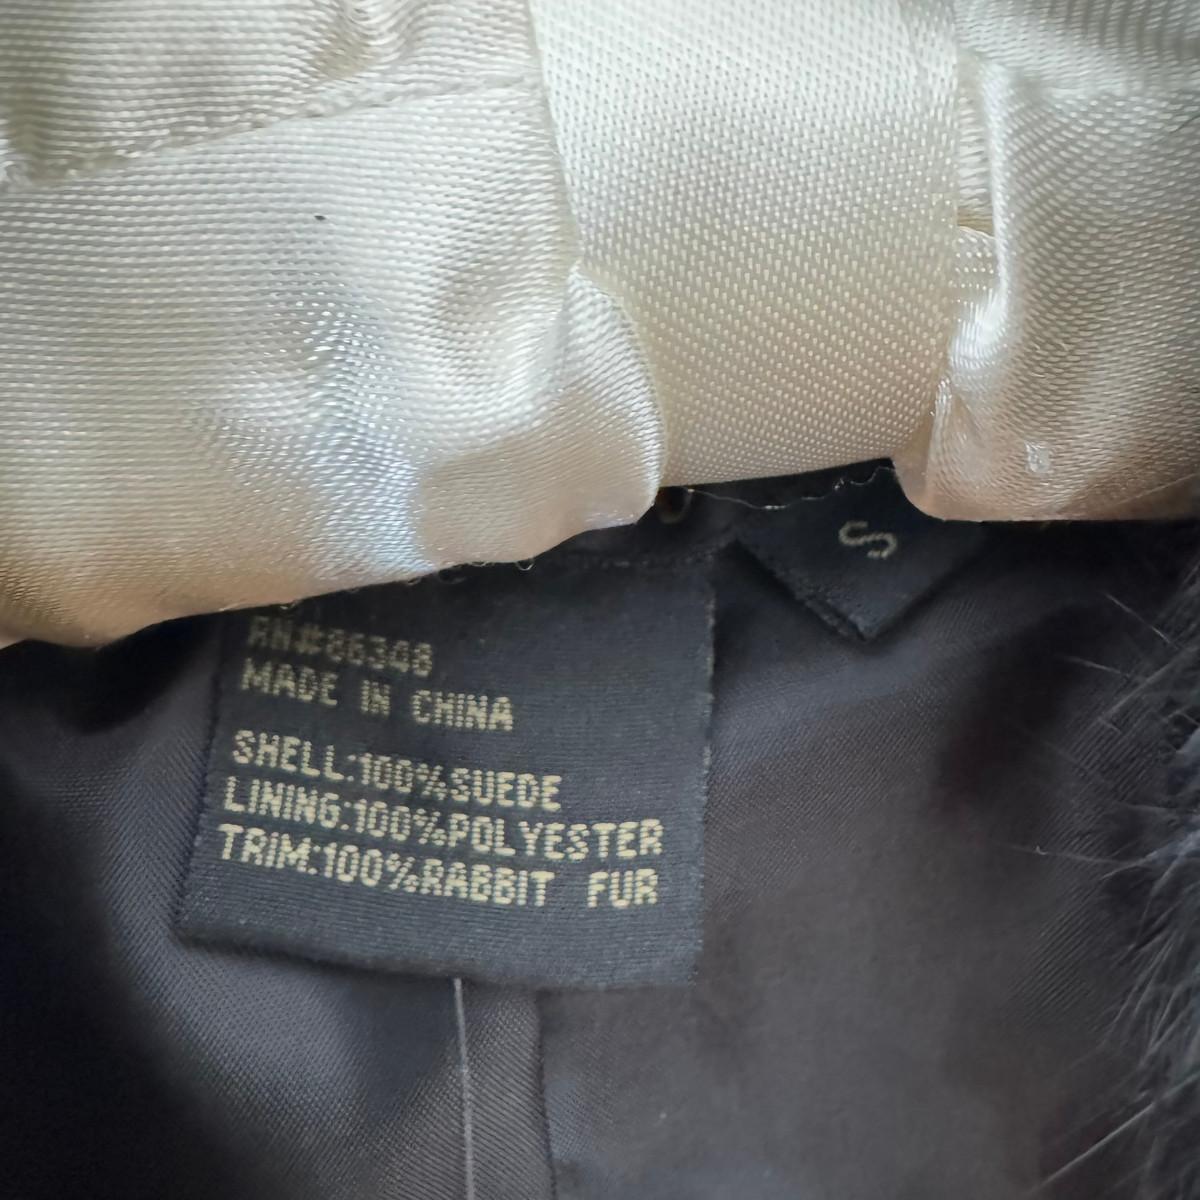 S
RN#86348
MADE IN CHINA
SHELL:100%SUEDE
LINING:100%POLYESTER
TRIM:100%RABBIT FUR